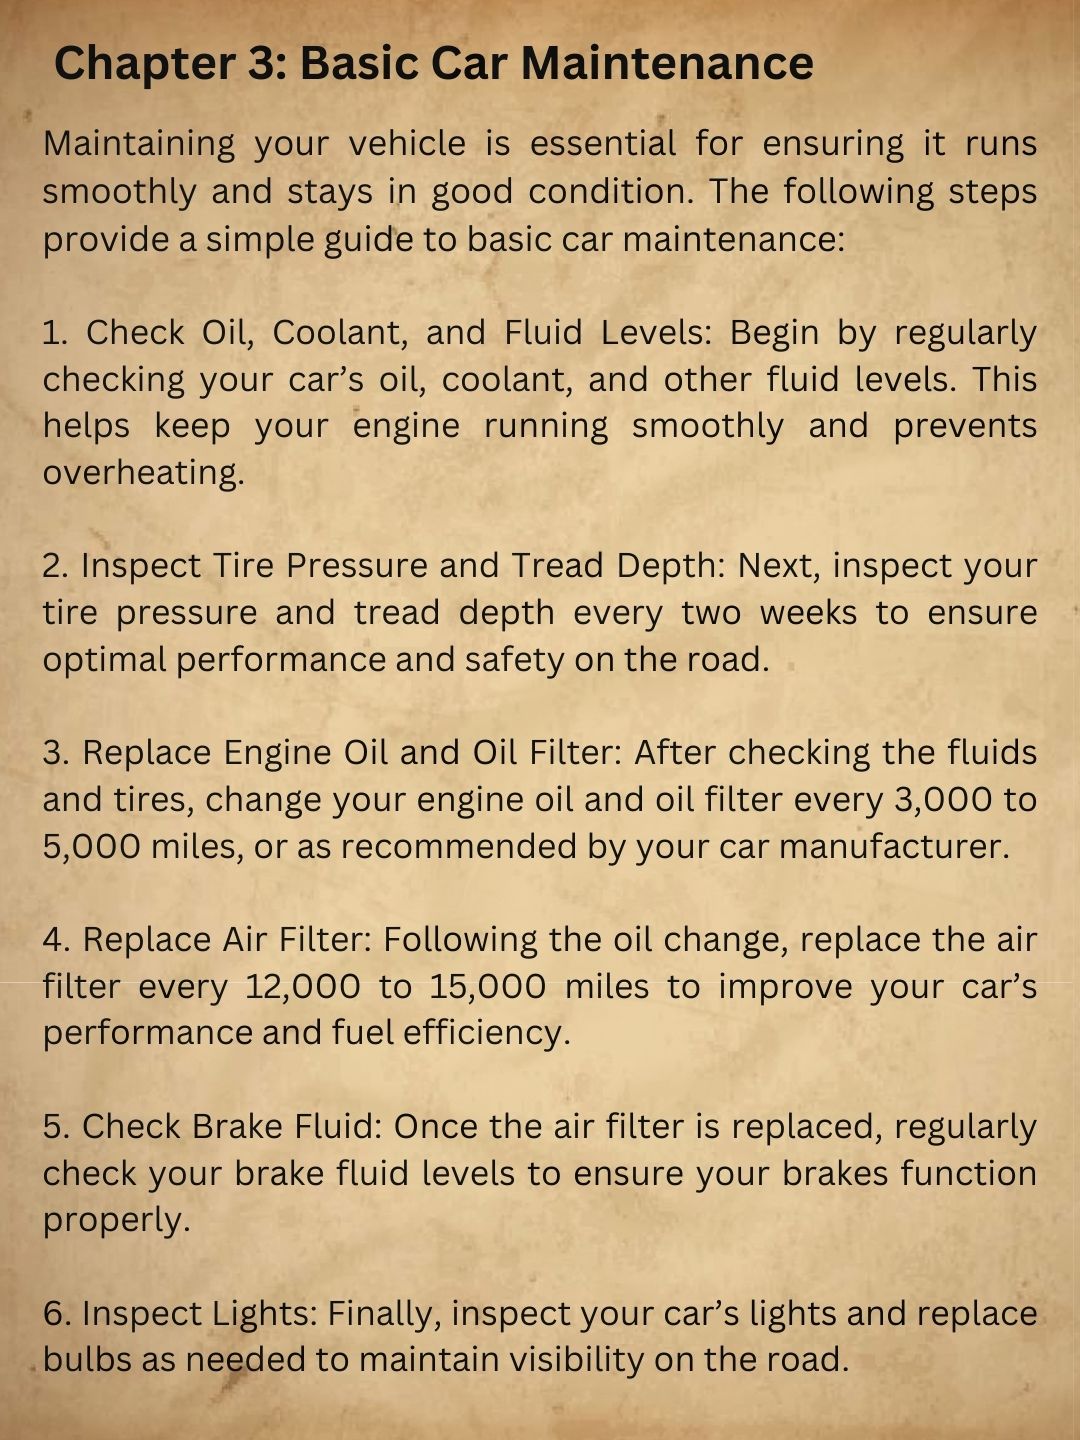 Chapter 3: Basic Car Maintenance
Maintaining your vehicle is essential for ensuring it runs
smoothly and stays in good condition. The following steps
provide a simple guide to basic car maintenance:
1. Check Oil, Coolant, and Fluid Levels: Begin by regularly
checking your car’s oil, coolant, and other fluid levels. This
helps keep your engine running smoothly and prevents
overheating.
2. Inspect Tire Pressure and Tread Depth: Next, inspect your
tire pressure and tread depth every two weeks to ensure
optimal performance and safety on the road.
3. Replace Engine Oil and Oil Filter: After checking the fluids
and tires, change your engine oil and oil filter every 3,000 to
5,000 miles, or as recommended by your car manufacturer.
4. Replace Air Filter: Following the oil change, replace the air
filter every 12,000 to 15,000 miles to improve your car’s
performance and fuel efficiency.
5. Check Brake Fluid: Once the air filter is replaced, regularly
check your brake fluid levels to ensure your brakes function
properly.
6. Inspect Lights: Finally, inspect your car’s lights and replace
bulbs as needed to maintain visibility on the road.